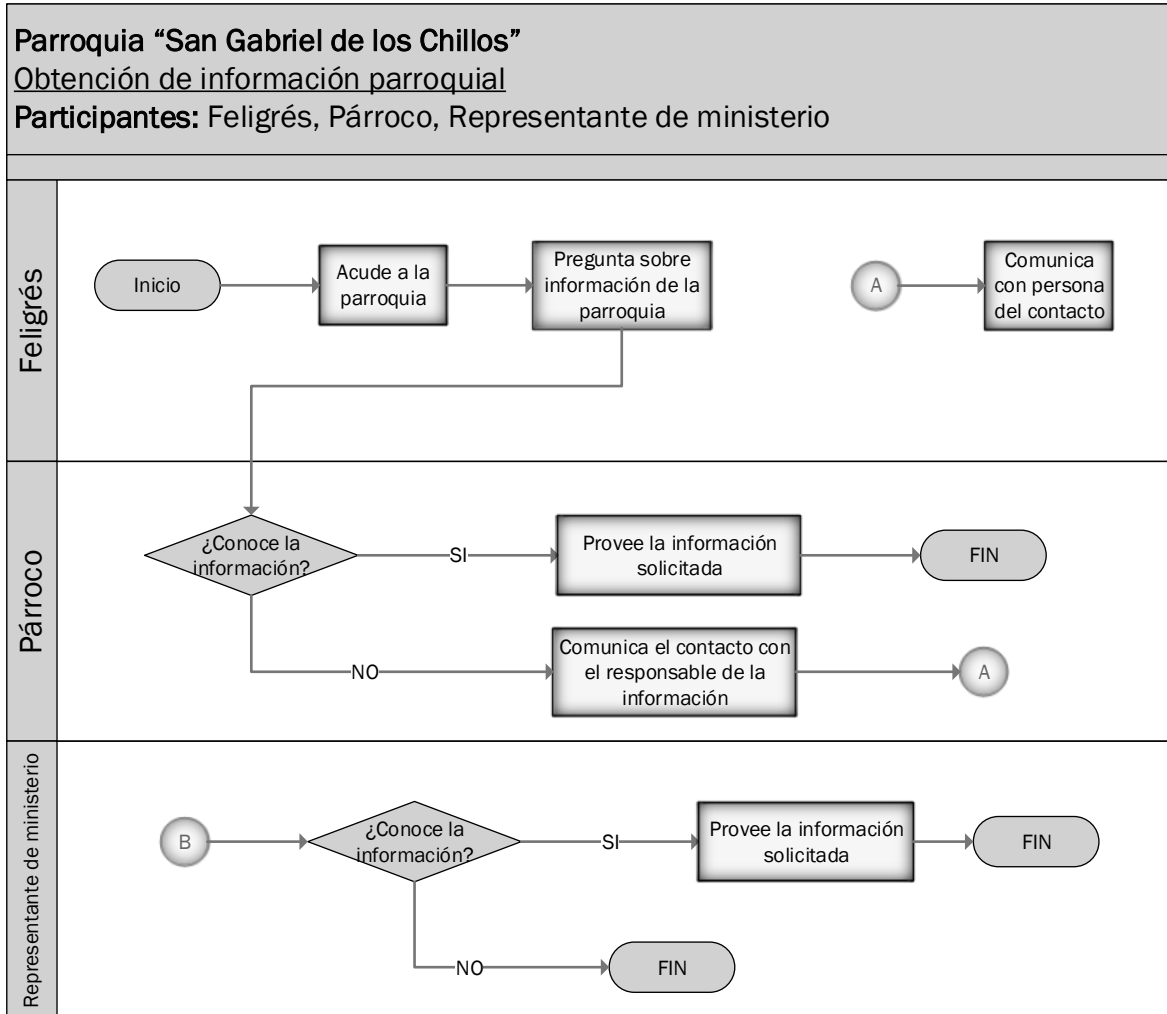 Parroquia “San Gabriel de los Chillos”
Obtención de información parroquial
Participantes: Feligrés, Párroco, Representante de ministerio
Feligrés
Inicio
Acude a la
parroquia
Pregunta sobre
información de la
parroquia
A
Comunica
con persona
del contacto
Párroco
¿Conoce la
información?
SI
Provee la información
solicitada
FIN
NO
Comunica el contacto con
el responsable de la
información
A
Representante de ministerio
B
¿Conoce la
información?
SI
Provee la información
solicitada
FIN
NO
FIN